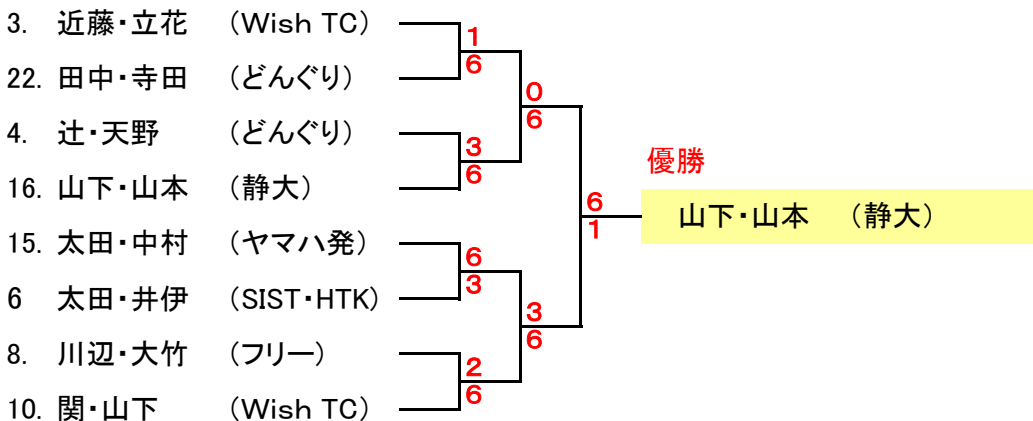 3. 近藤・立花 （Wish TC）
1
6
22. 田中・寺田 （どんぐり）
0
6
4. 辻・天野 （どんぐり）
3
6
16. 山下・山本 （静大）
優勝
6
1
山下・山本 （静大）
15. 太田・中村 （ヤマハ発）
6
3
6 太田・井伊 （SIST・HTK）
3
6
8. 川辺・大竹 （フリー）
2
6
10. 関・山下 （Wish TC）